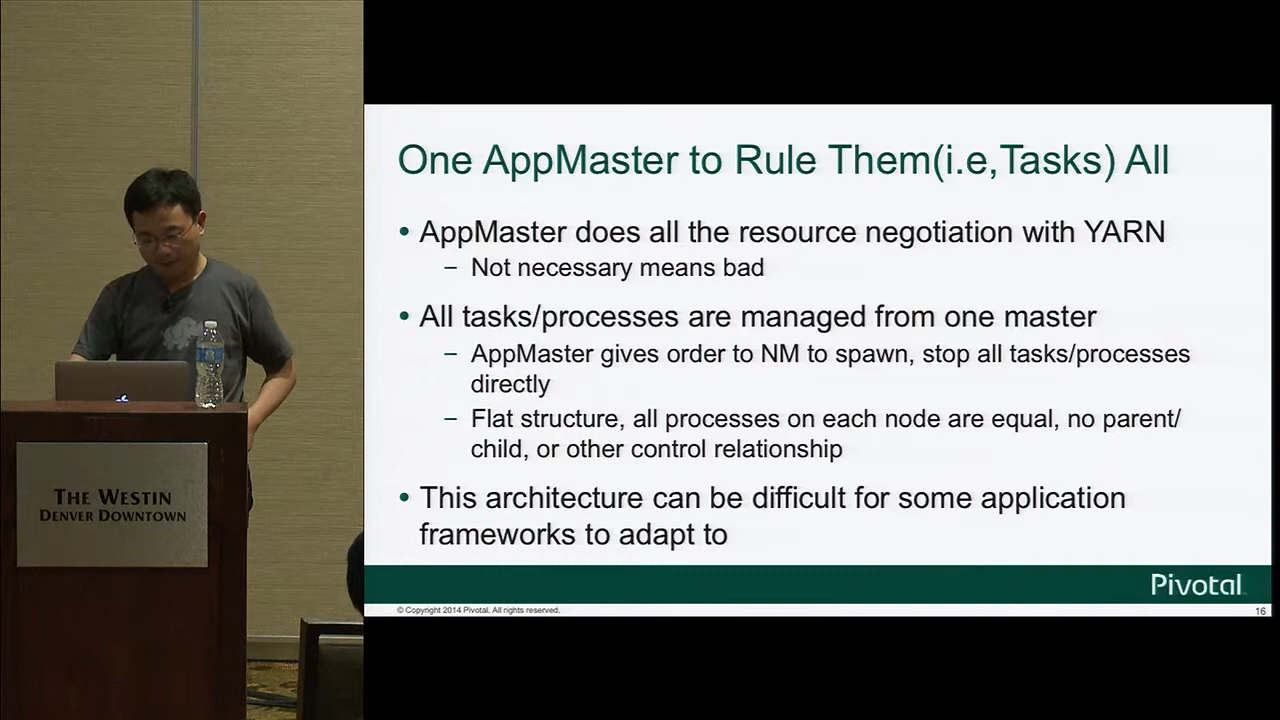 One AppMaster to Rule Them(i.e,Tasks) All
• AppMaster does all the resource negotiation with YARN
– Not necessary means bad
• All tasks/processes are managed from one master
– AppMaster gives order to NM to spawn, stop all tasks/processes
directly
– Flat structure, all processes on each node are equal, no parent/
child, or other control relationship
• This architecture can be difficult for some application
frameworks to adapt to
Pivotal
© Copyright 2014 Pivotal. All rights reserved.
16
THE WESTIN
DENVER DOWNTOWN